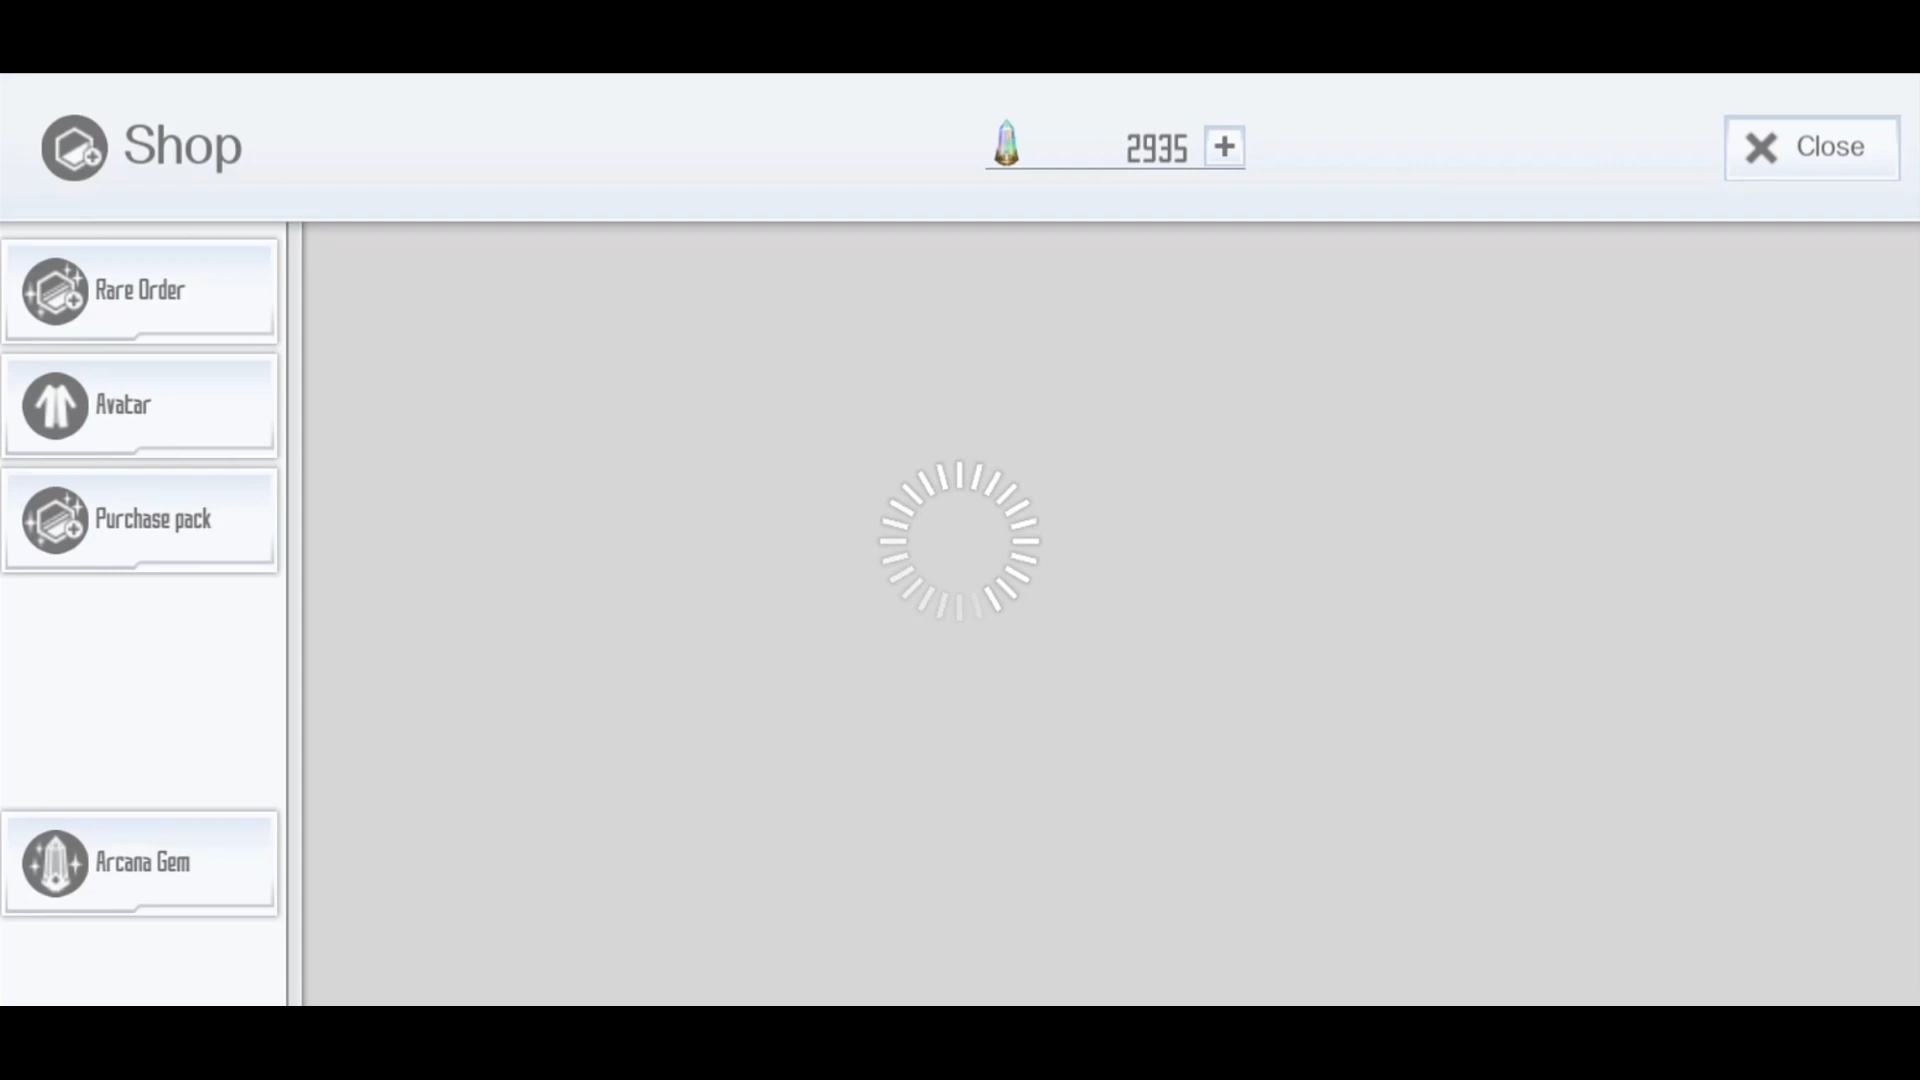 Shop
2935
Close
Rare Order
Avatar
Purchase pack
Arcana Gem